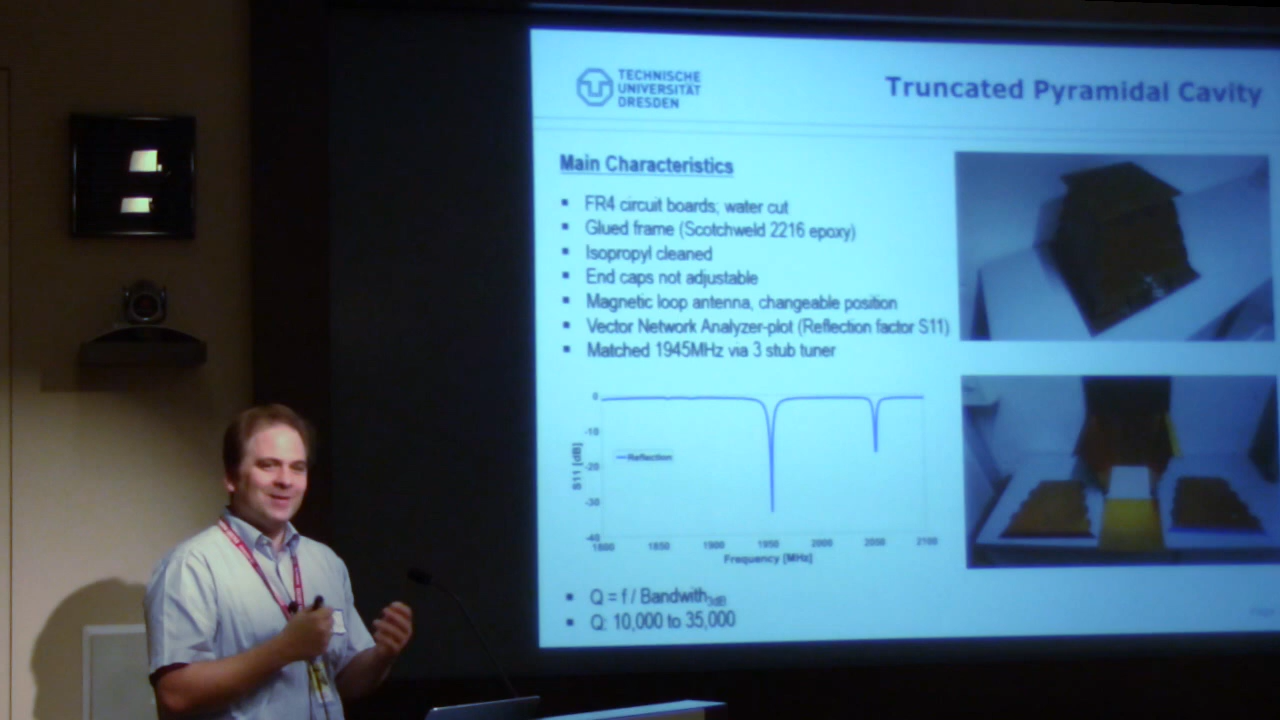 TECHNISCHE
UNIVERSITÄT
DRESDEN
Truncated Pyramidal Cavity
Main Characteristics
FR4 circuit boards; water cut
Glued frame (Scotchweld 2216 epoxy)
Isopropyl cleaned
End caps not adjustable
Magnetic loop antenna, changeable position
Vector Network Analyzer-plot (Reflection factor S11)
Matched 1945MHz via 3 stub tuner
0
-10
-20
-30
-40
S11 [dB]
Reflection
1800 1850 1900 1950 2000 2050 2100
Frequency [MHz]
Q = f / Bandwith3dB
Q: 10,000 to 35,000